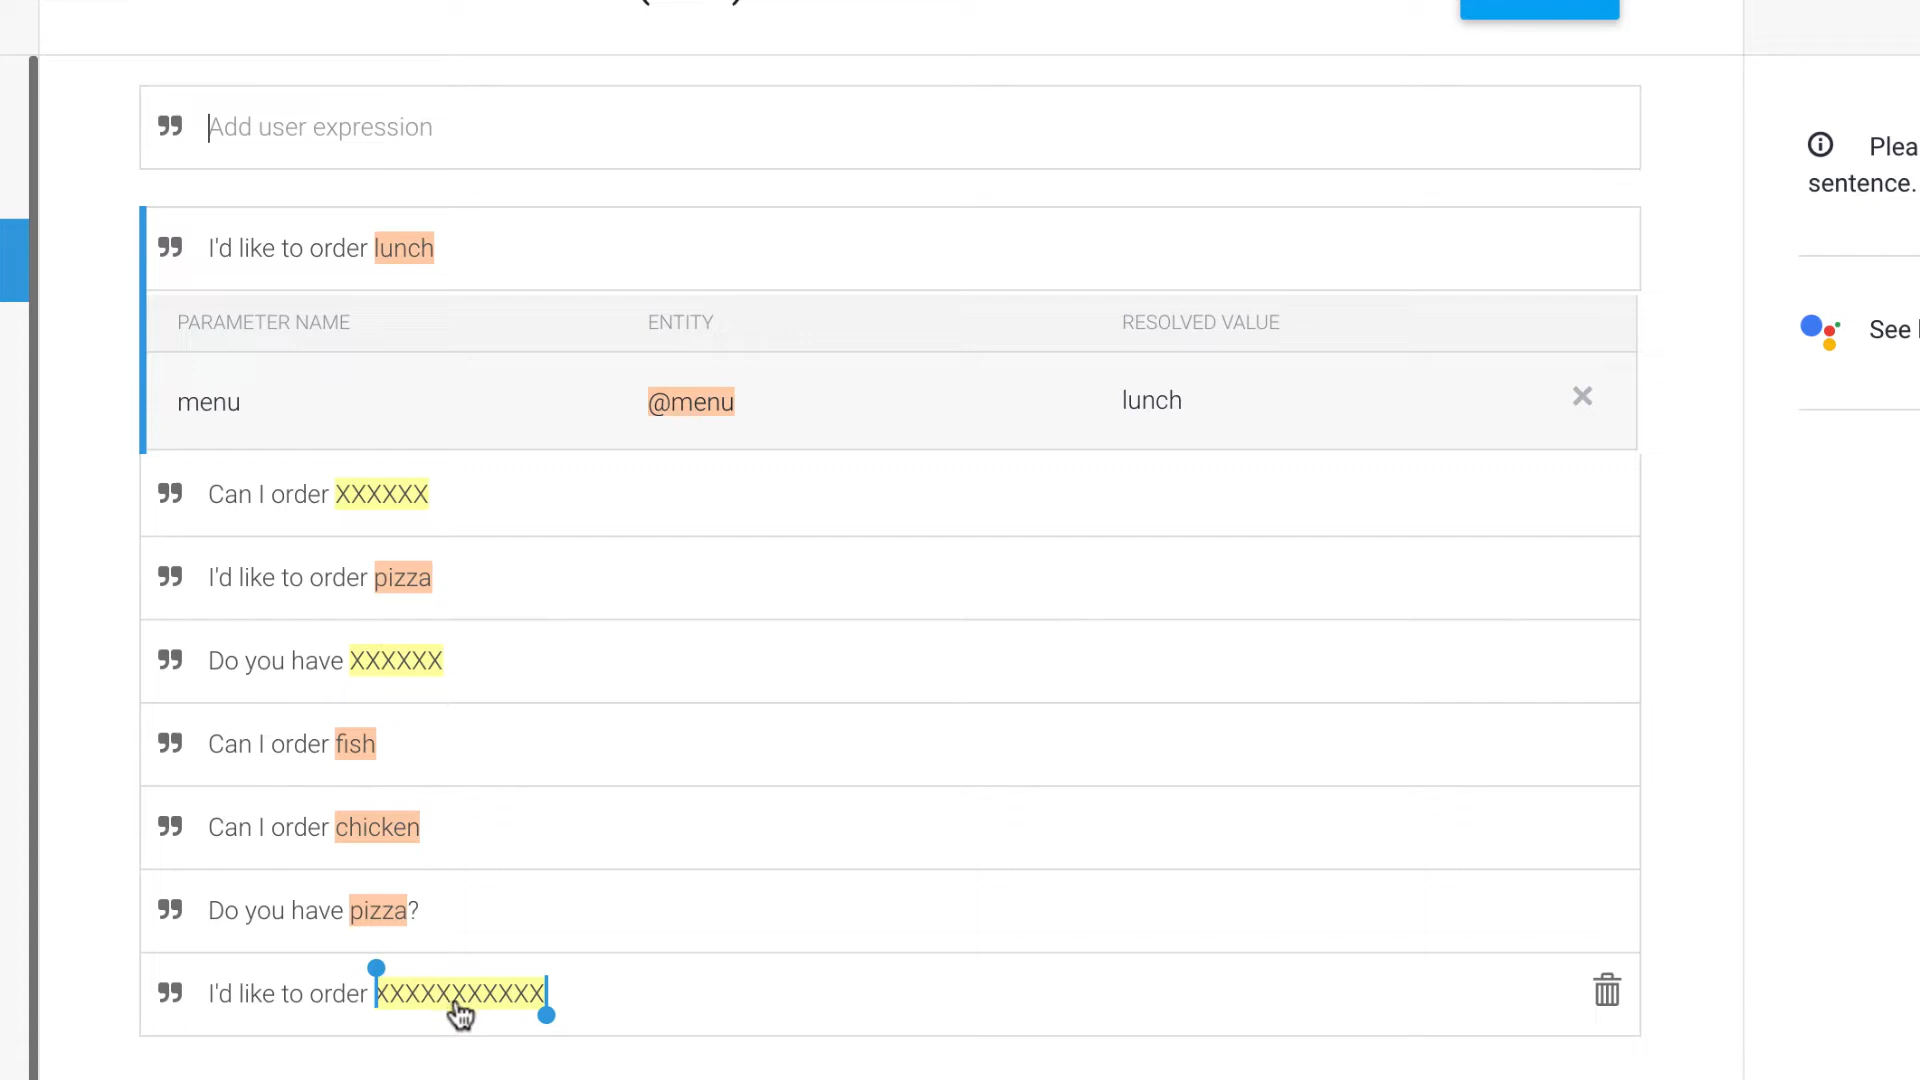 Add user expression
I'd like to order lunch
PARAMETER NAME ENTITY RESOLVED VALUE
menu @menu lunch
Can I order XXXXXX
I'd like to order pizza
Do you have XXXXXX
Can I order fish
Can I order chicken
Do you have pizza?
I'd like to order XXXXXXXXXXX
Plea
sentence.
See